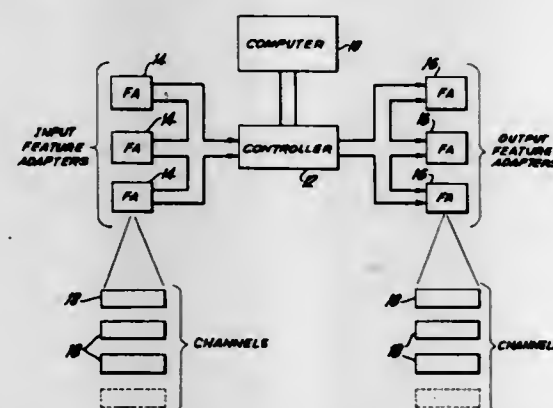 COMPUTER 10
14
FA
14
FA
14
FA
INPUT
FEATURE
ADAPTERS
CONTROLLER
12
16
FA
16
FA
16
FA
OUTPUT
FEATURE
ADAPTERS
18
18
CHANNELS
18
18
CHANNELS